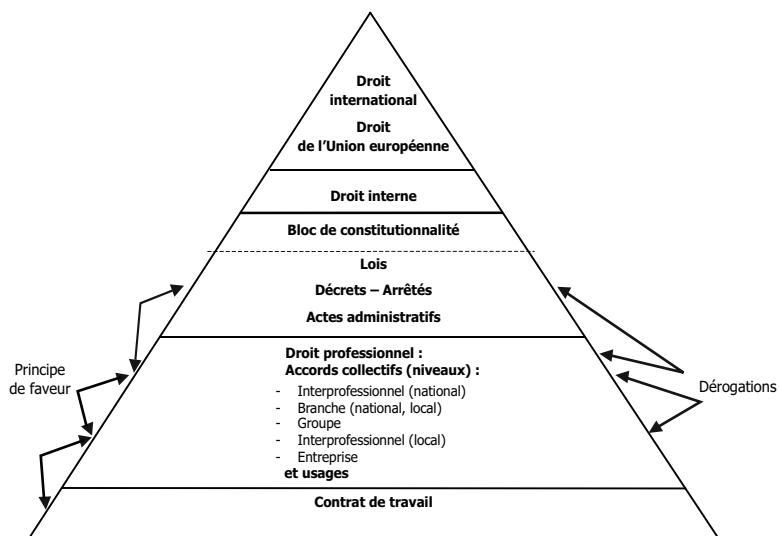 Droit
international
Droit
de l'Union européenne
Droit interne
Bloc de constitutionnalité
Lois
Décrets – Arrêtés
Actes administratifs
Principe
de faveur
Droit professionnel :
Accords collectifs (niveaux) :
- Interprofessionnel (national)
- Branche (national, local)
- Groupe
- Interprofessionnel (local)
- Entreprise
et usages
Dérogations
Contrat de travail